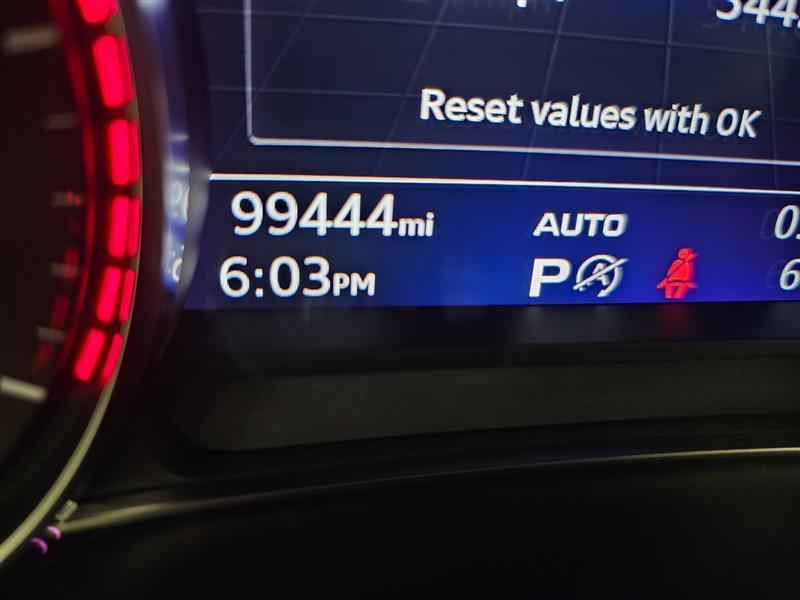 Reset values with OK
99444mi AUTO
6:03PM P